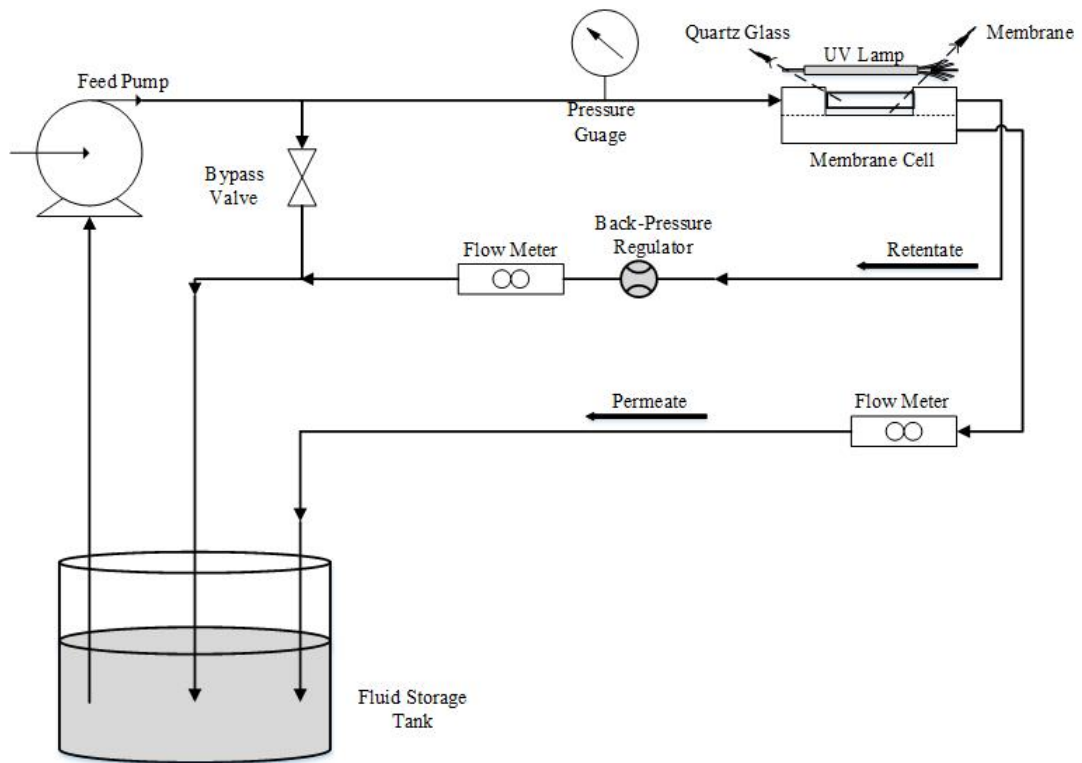 Quartz Glass
Membrane
UV Lamp
Feed Pump
Pressure
Guage
Membrane Cell
Bypass
Valve
Back-Pressure
Regulator
Flow Meter
Retentate
Permeate
Flow Meter
Fluid Storage
Tank